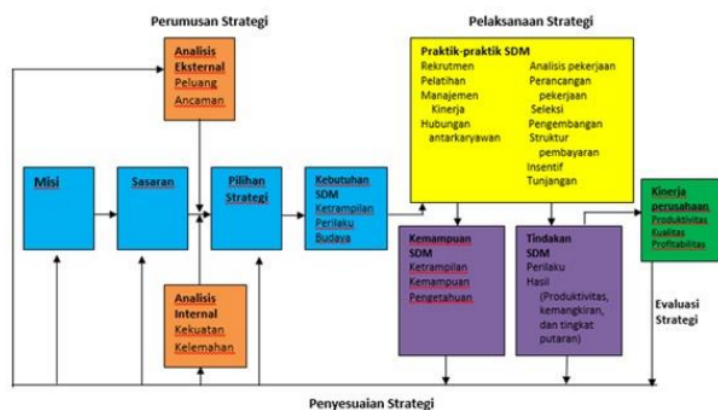 Perumusan Strategi
Pelaksanaan Strategi
Analisis
Eksternal
Peluang
Ancaman
Praktik-praktik SDM
Rekrutmen
Pelatihan
Manajemen
Kinerja
Hubungan
antarkaryawan
Analisis pekerjaan
Perancangan
pekerjaan
Seleksi
Pengembangan
Struktur
pembayaran
Insentif
Tunjangan
Misi
Sasaran
Pilihan
Strategi
Kebutuhan
SDM
Ketrampilan
Perilaku
Budaya
Kinerja
perusahaan
Produktivitas
Kualitas
Profitabilitas
Kemampuan
SDM
Ketrampilan
Kemampuan
Pengetahuan
Tindakan
SDM
Perilaku
Hasil
(Produktivitas,
kemangkiran,
dan tingkat
putaran)
Analisis
Internal
Kekuatan
Kelemahan
Evaluasi
Strategi
Penyesuaian Strategi